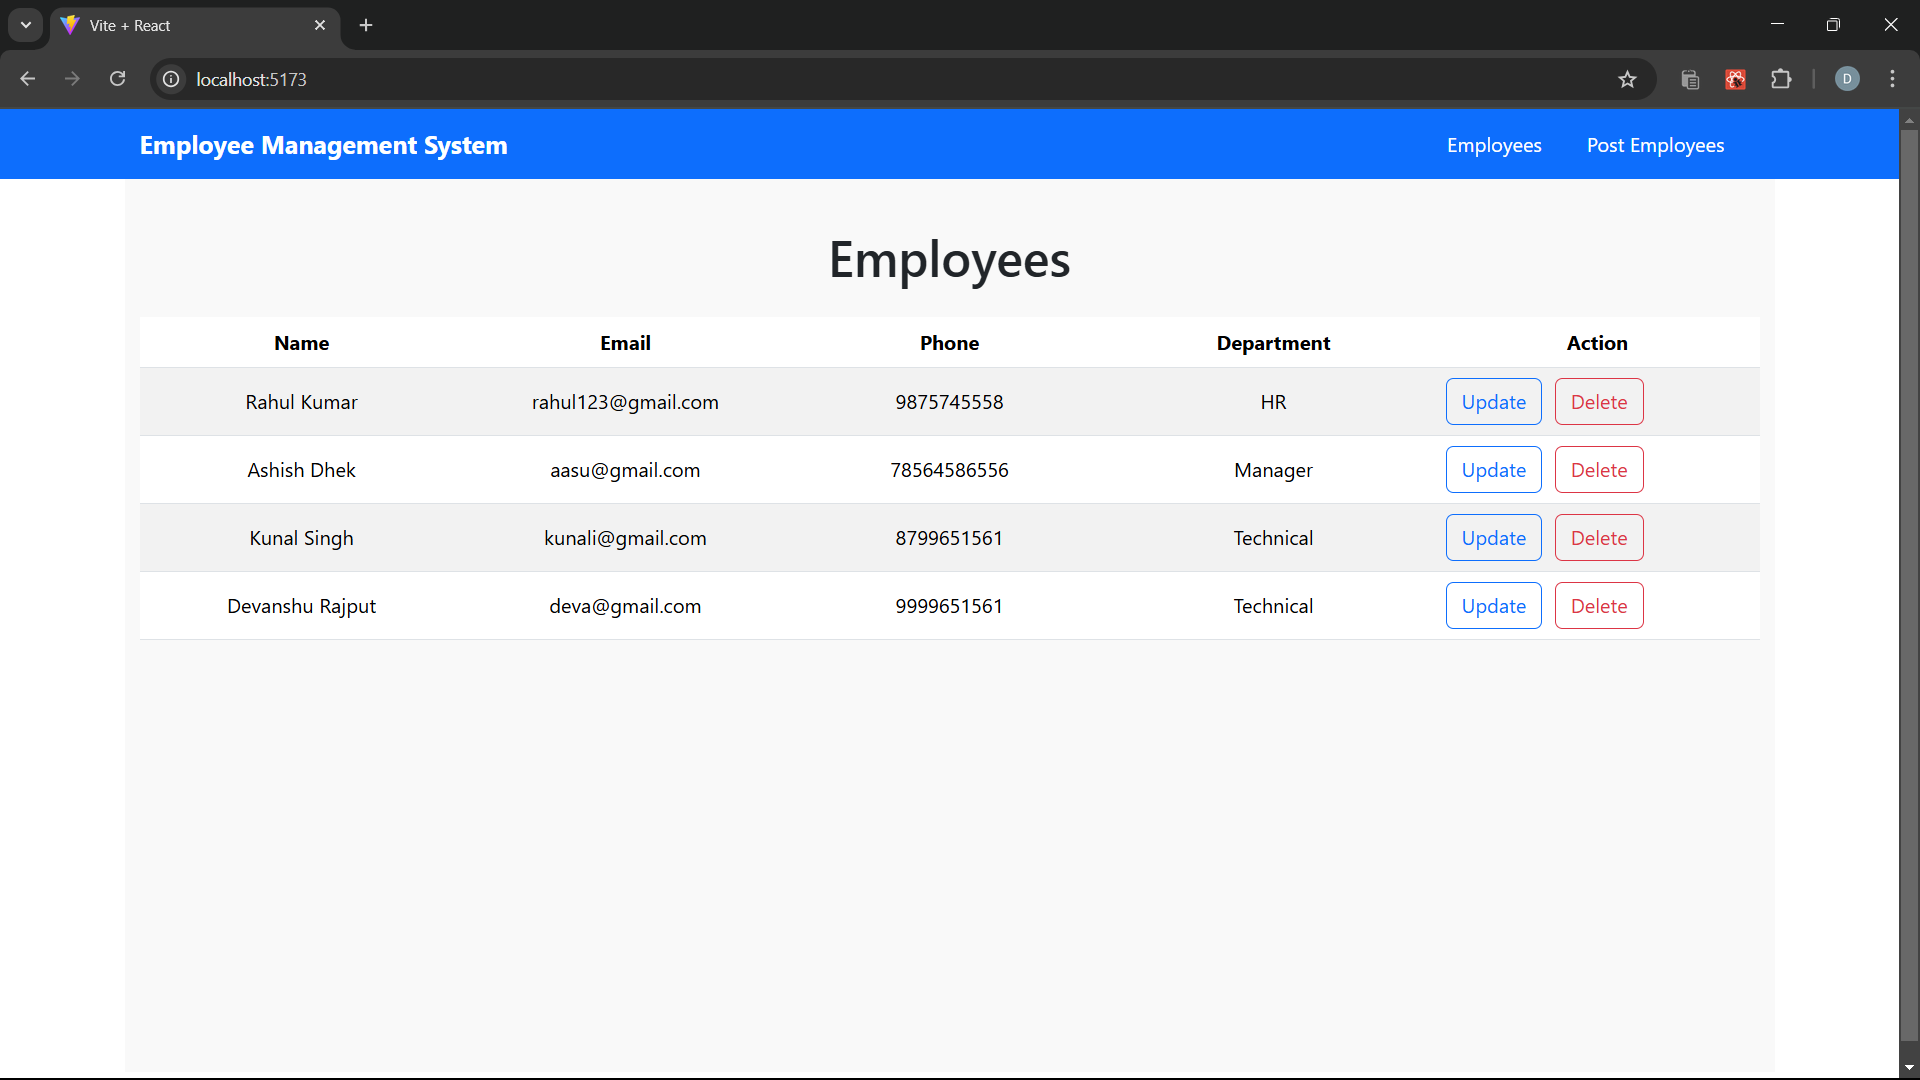 Vite + React
localhost:5173
D
Employee Management System Employees Post Employees
Employees
Name Email Phone Department Action
Rahul Kumar rahul123@gmail.com 9875745558 HR Update Delete
Ashish Dhek aasu@gmail.com 78564586556 Manager Update Delete
Kunal Singh kunali@gmail.com 8799651561 Technical Update Delete
Devanshu Rajput deva@gmail.com 9999651561 Technical Update Delete